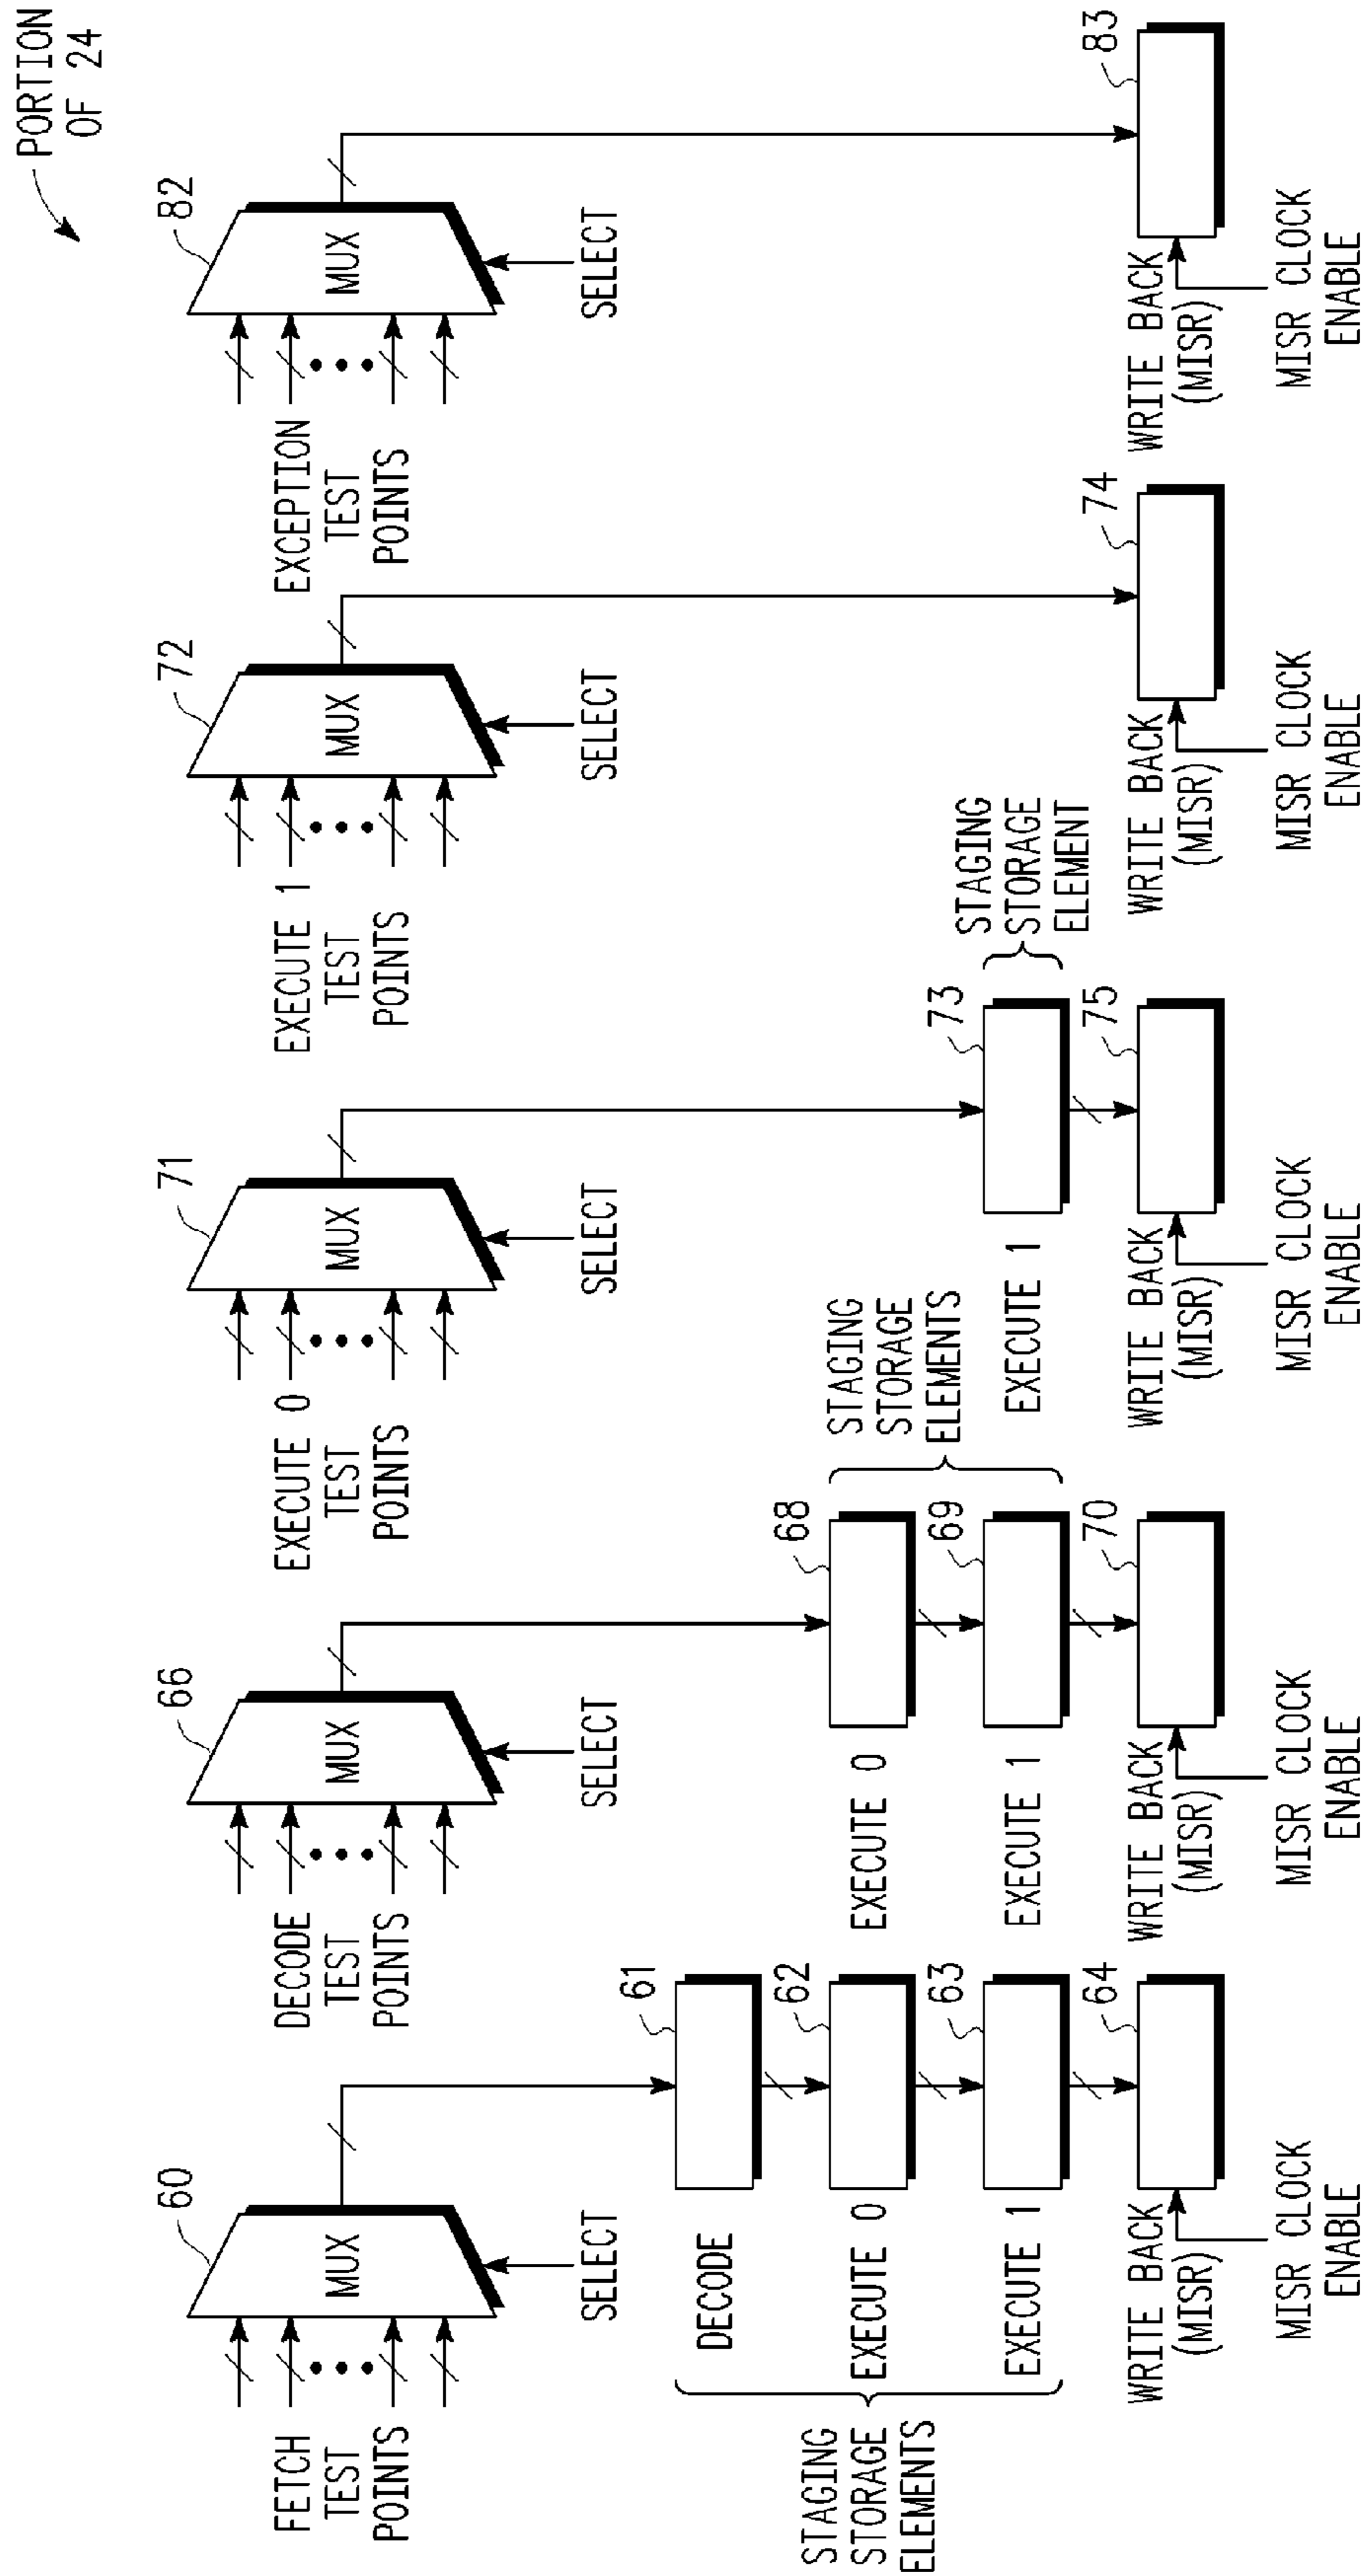 PORTION
OF 24
60
66
71
72
82
FETCH
TEST
POINTS
MUX
SELECT
DECODE
TEST
POINTS
MUX
SELECT
EXECUTE 0
TEST
POINTS
MUX
SELECT
EXECUTE 1
TEST
POINTS
MUX
SELECT
EXCEPTION
TEST
POINTS
MUX
SELECT
STAGING
STORAGE
ELEMENTS
DECODE
61
EXECUTE 0
62
EXECUTE 1
63
WRITE BACK
(MISR)
64
MISR CLOCK
ENABLE
STAGING
STORAGE
ELEMENTS
EXECUTE 0
68
EXECUTE 1
69
WRITE BACK
(MISR)
70
MISR CLOCK
ENABLE
STAGING
STORAGE
ELEMENT
EXECUTE 1
73
WRITE BACK
(MISR)
75
MISR CLOCK
ENABLE
WRITE BACK
(MISR)
74
MISR CLOCK
ENABLE
WRITE BACK
(MISR)
83
MISR CLOCK
ENABLE